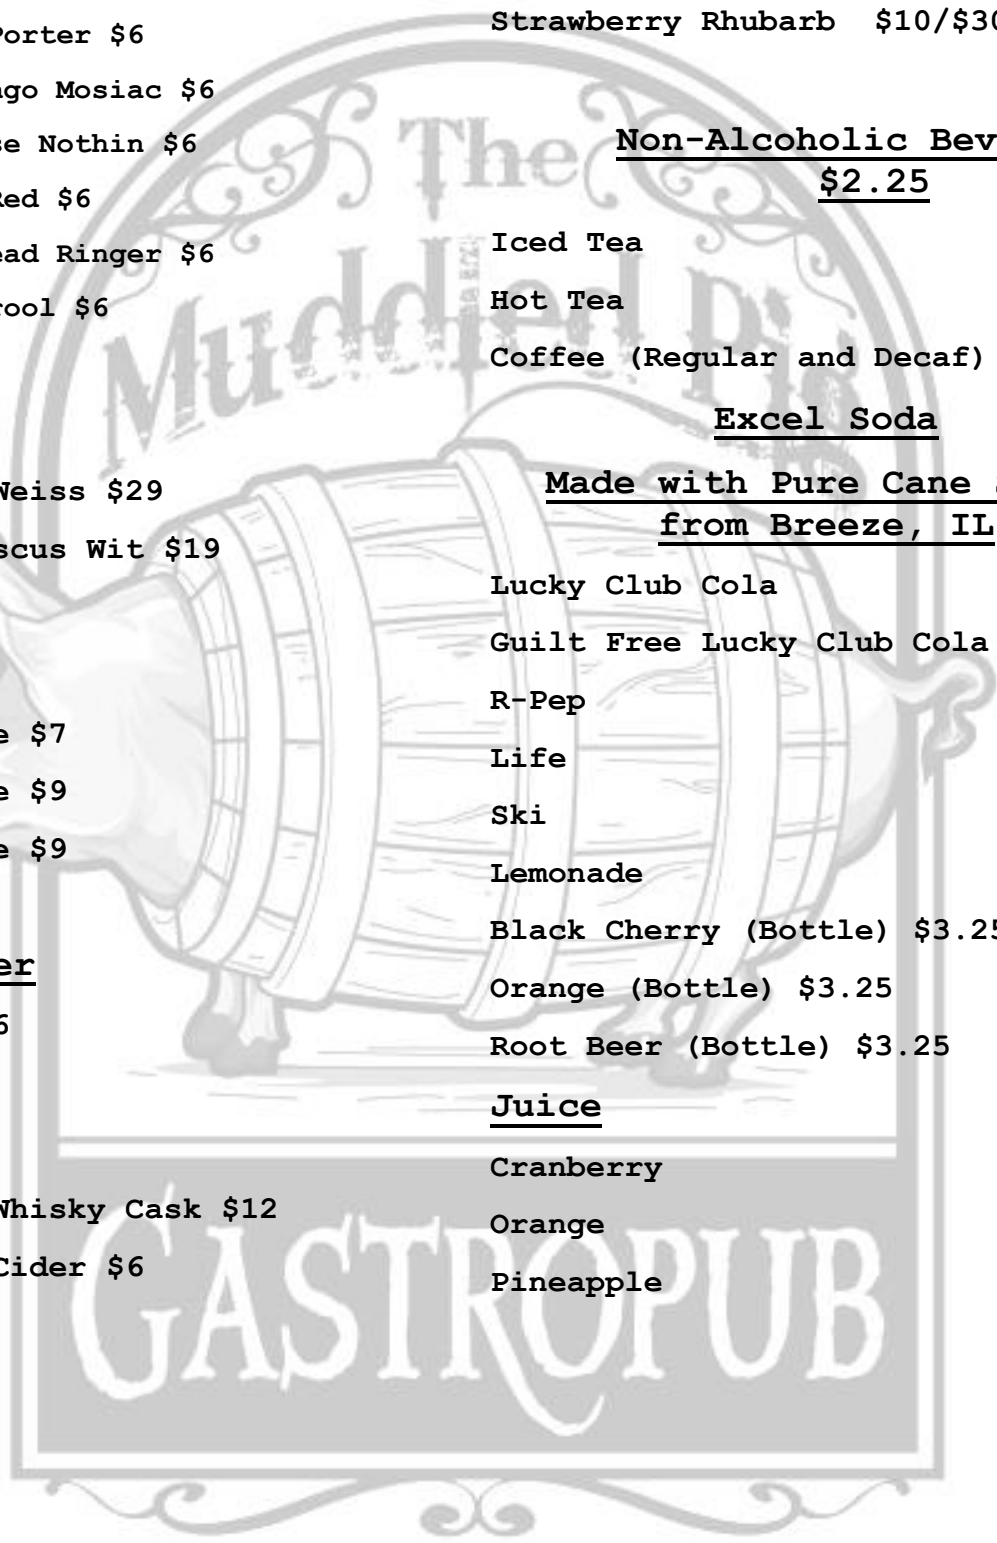 Porter $6
ago Mosiac $6
se Nothin $6
Red $6
ead Ringer $6
rool $6
Weiss $29
scus Wit $19
e $7
e $9
e $9
er
6
Whisky Cask $12
Cider $6
Strawberry Rhubarb $10/$30
Non-Alcoholic Bev
$2.25
Iced Tea
Hot Tea
Coffee (Regular and Decaf)
Excel Soda
Made with Pure Cane
from Breeze, IL
Lucky Club Cola
Guilt Free Lucky Club Cola
R-Pep
Life
Ski
Lemonade
Black Cherry (Bottle) $3.25
Orange (Bottle) $3.25
Root Beer (Bottle) $3.25
Juice
Cranberry
Orange
Pineapple
The
Muddled Pig
GASTROPUB